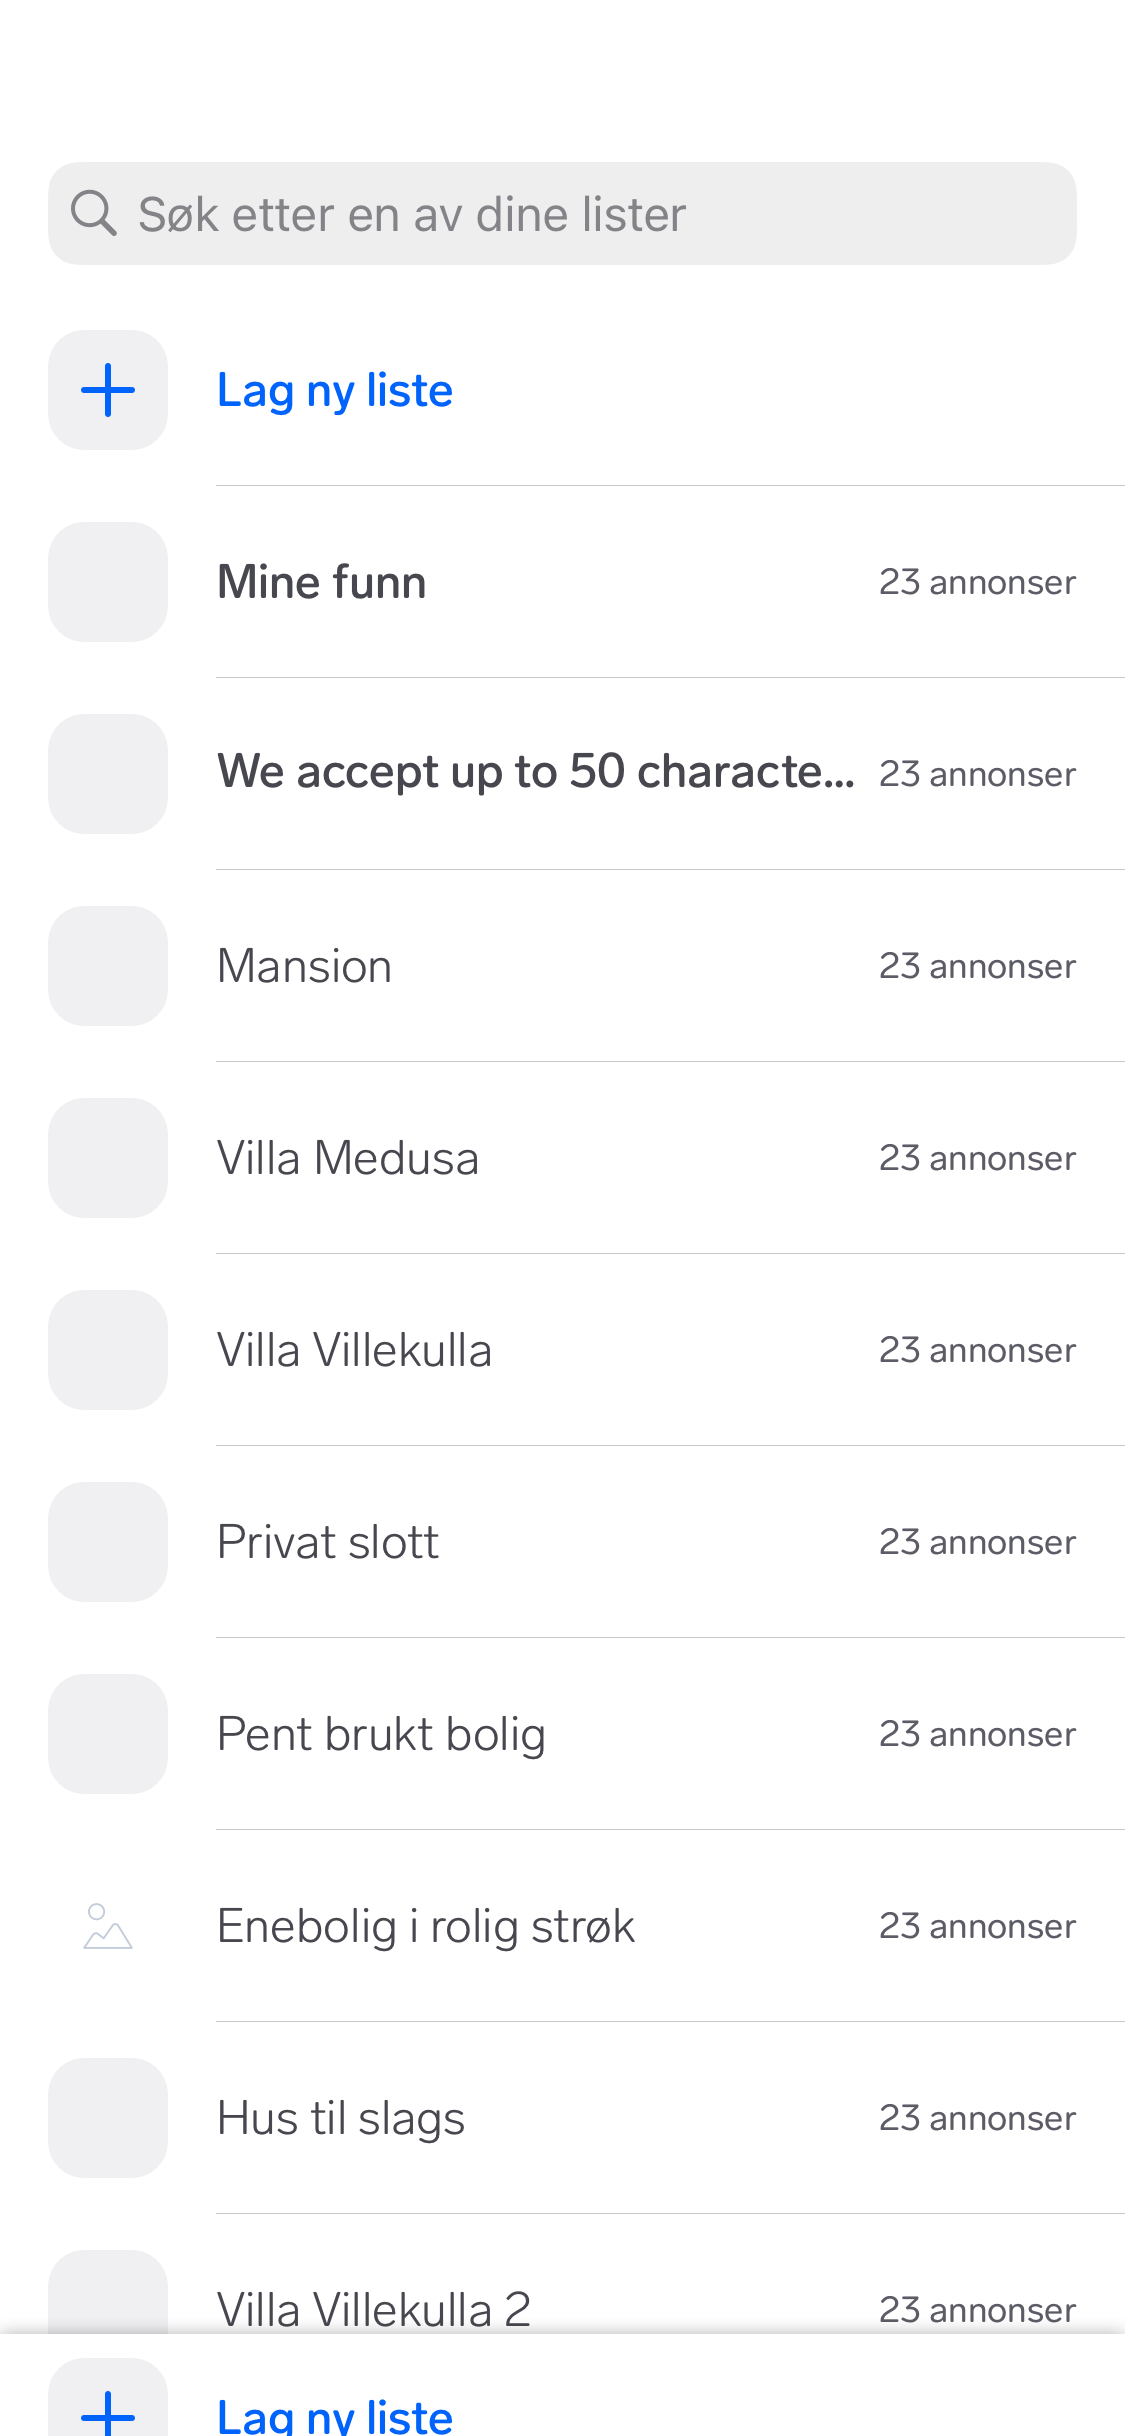 Søk etter en av dine lister
Lag ny liste
Mine funn 23 annonser
We accept up to 50 characte... 23 annonser
Mansion 23 annonser
Villa Medusa 23 annonser
Villa Villekulla 23 annonser
Privat slott 23 annonser
Pent brukt bolig 23 annonser
Enebolig i rolig strøk 23 annonser
Hus til slags 23 annonser
Villa Villekulla 2 23 annonser
Lag ny liste